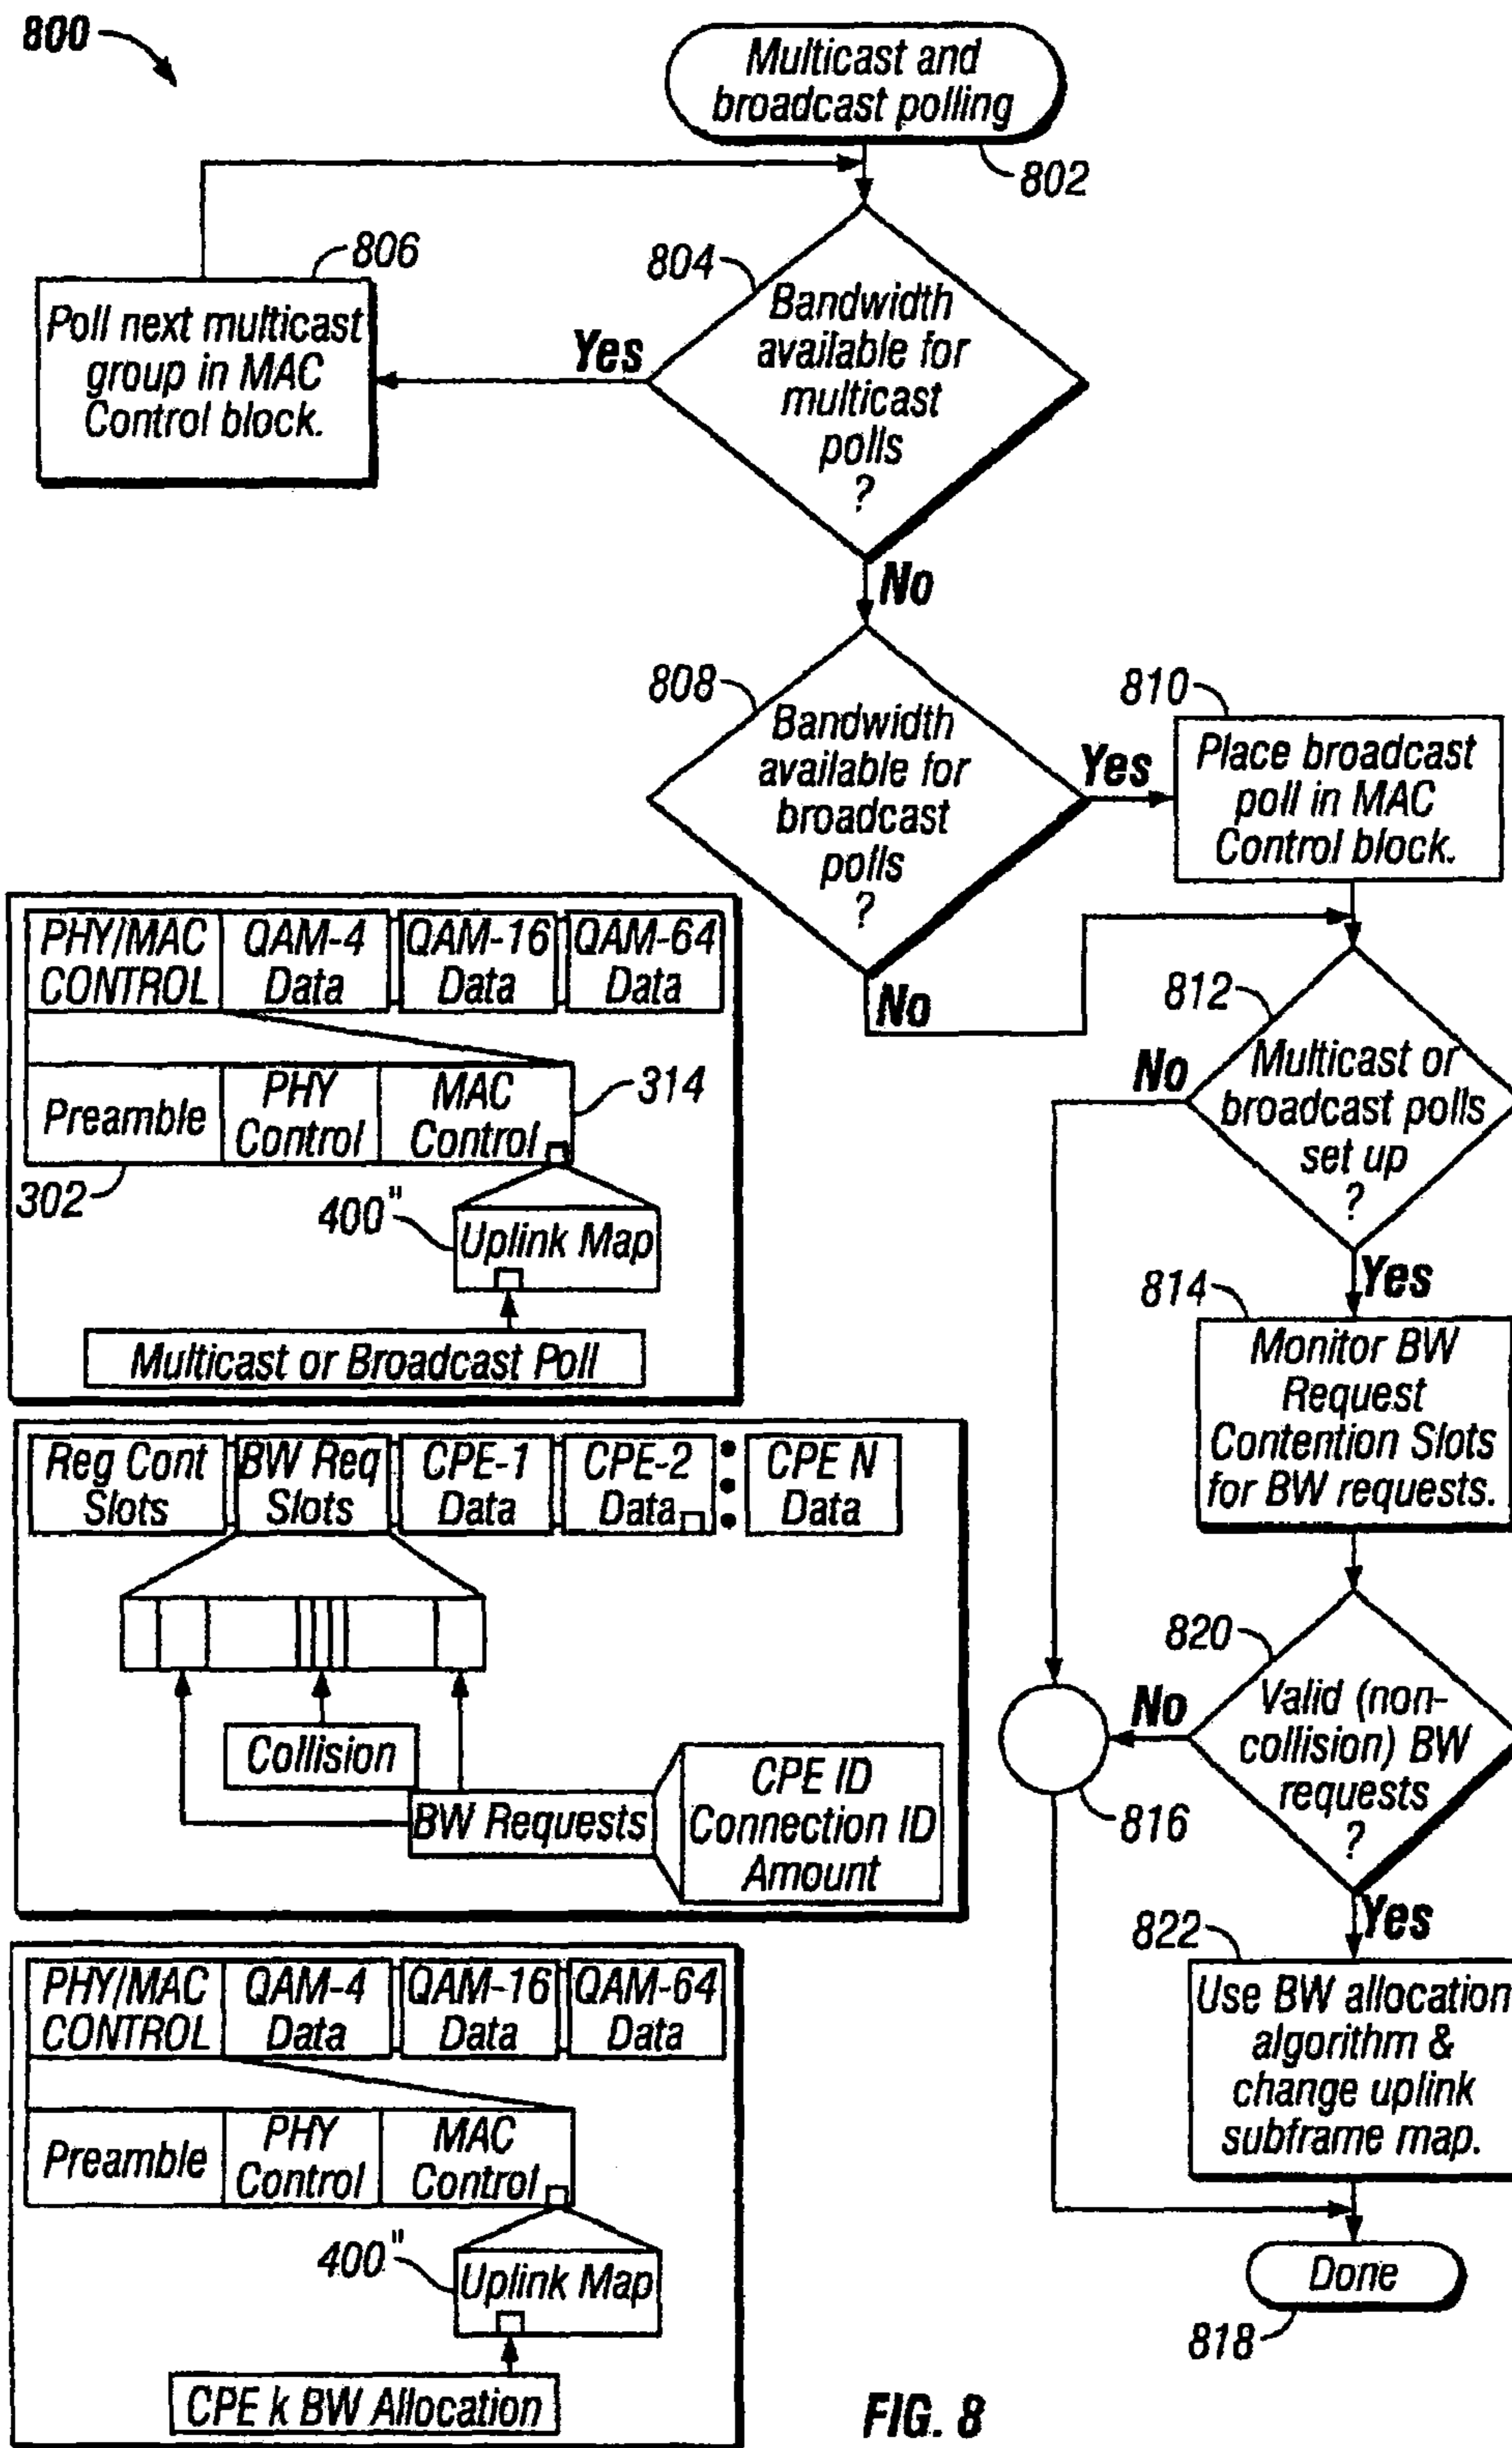 800
Multicast and
broadcast polling
802
806
Poll next multicast
group in MAC
Control block.
804
Bandwidth
available for
multicast
polls
?
Yes
No
808
Bandwidth
available for
broadcast
polls
?
Yes
No
810
Place broadcast
poll in MAC
Control block.
812
Multicast or
broadcast polls
set up
?
No
Yes
814
Monitor BW
Request
Contention Slots
for BW requests.
820
Valid (non-
collision) BW
requests
?
No
Yes
816
822
Use BW allocation
algorithm &
change uplink
subframe map.
Done
818
PHY/MAC
CONTROL
QAM-4
Data
QAM-16
Data
QAM-64
Data
Preamble
PHY
Control
MAC
Control
314
302
400"
Uplink Map
Multicast or Broadcast Poll
Reg Cont
Slots
BW Req
Slots
CPE-1
Data
CPE-2
Data
CPE N
Data
Collision
BW Requests
CPE ID
Connection ID
Amount
PHY/MAC
CONTROL
QAM-4
Data
QAM-16
Data
QAM-64
Data
Preamble
PHY
Control
MAC
Control
400"
Uplink Map
CPE k BW Allocation
FIG. 8